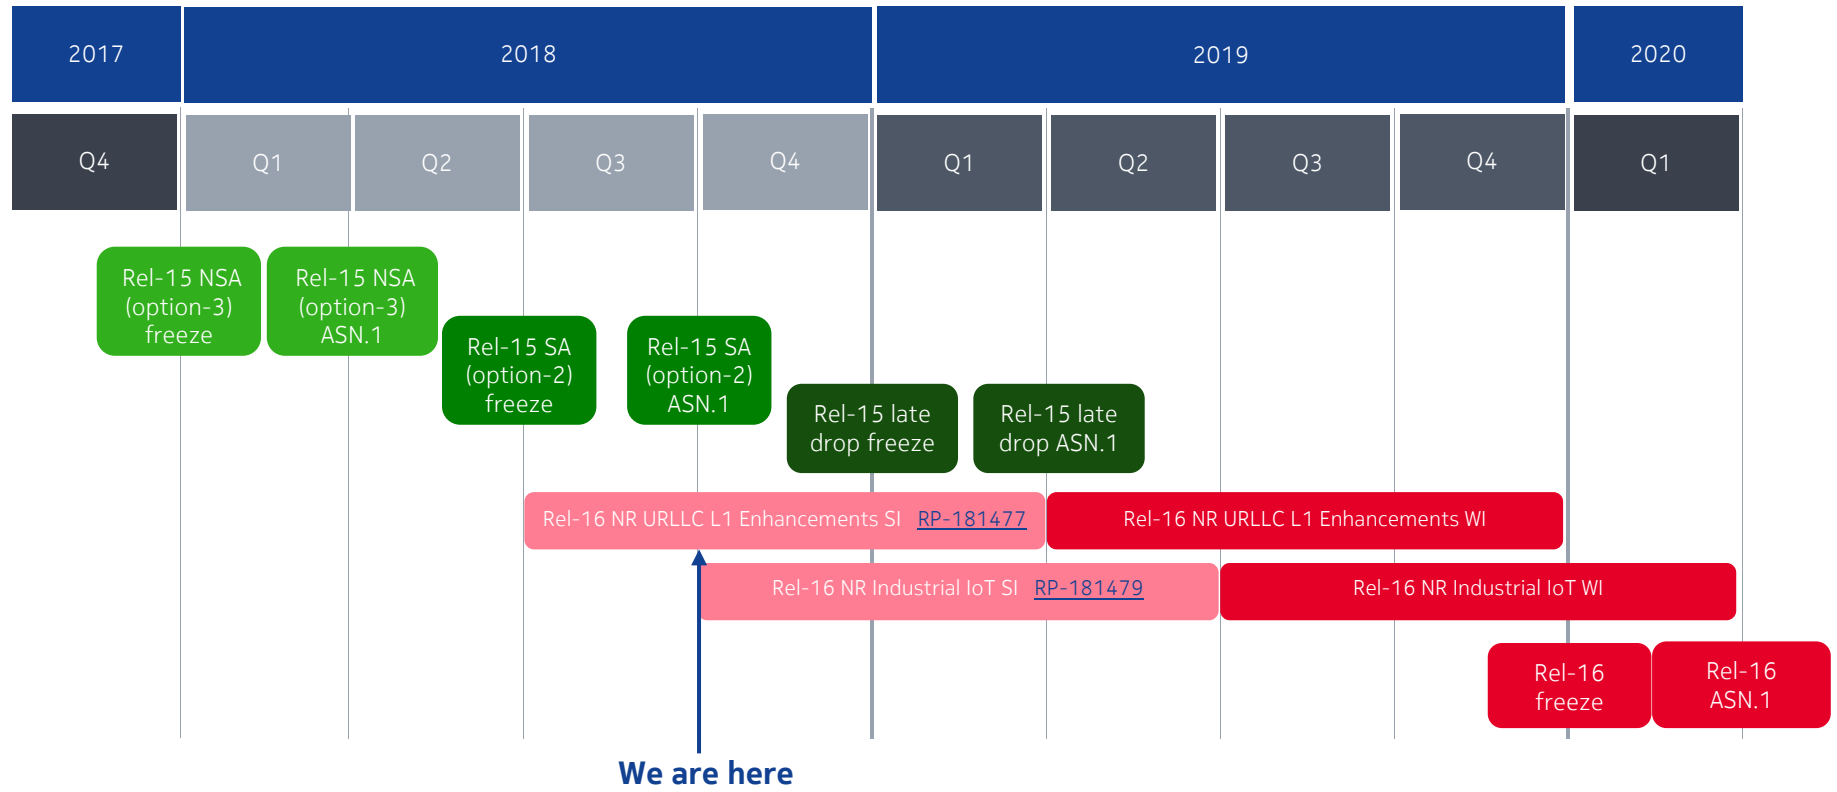 2017
2018
2019
2020
Q4
Q1
Q2
Q3
Q4
Q1
Q2
Q3
Q4
Q1
Rel-15 NSA
(option-3)
freeze
Rel-15 NSA
(option-3)
ASN.1
Rel-15 SA
(option-2)
freeze
Rel-15 SA
(option-2)
ASN.1
Rel-15 late
drop freeze
Rel-15 late
drop ASN.1
Rel-16 NR URLLC L1 Enhancements SI RP-181477
Rel-16 NR URLLC L1 Enhancements WI
Rel-16 NR Industrial IoT SI RP-181479
Rel-16 NR Industrial IoT WI
Rel-16
freeze
Rel-16
ASN.1
We are here